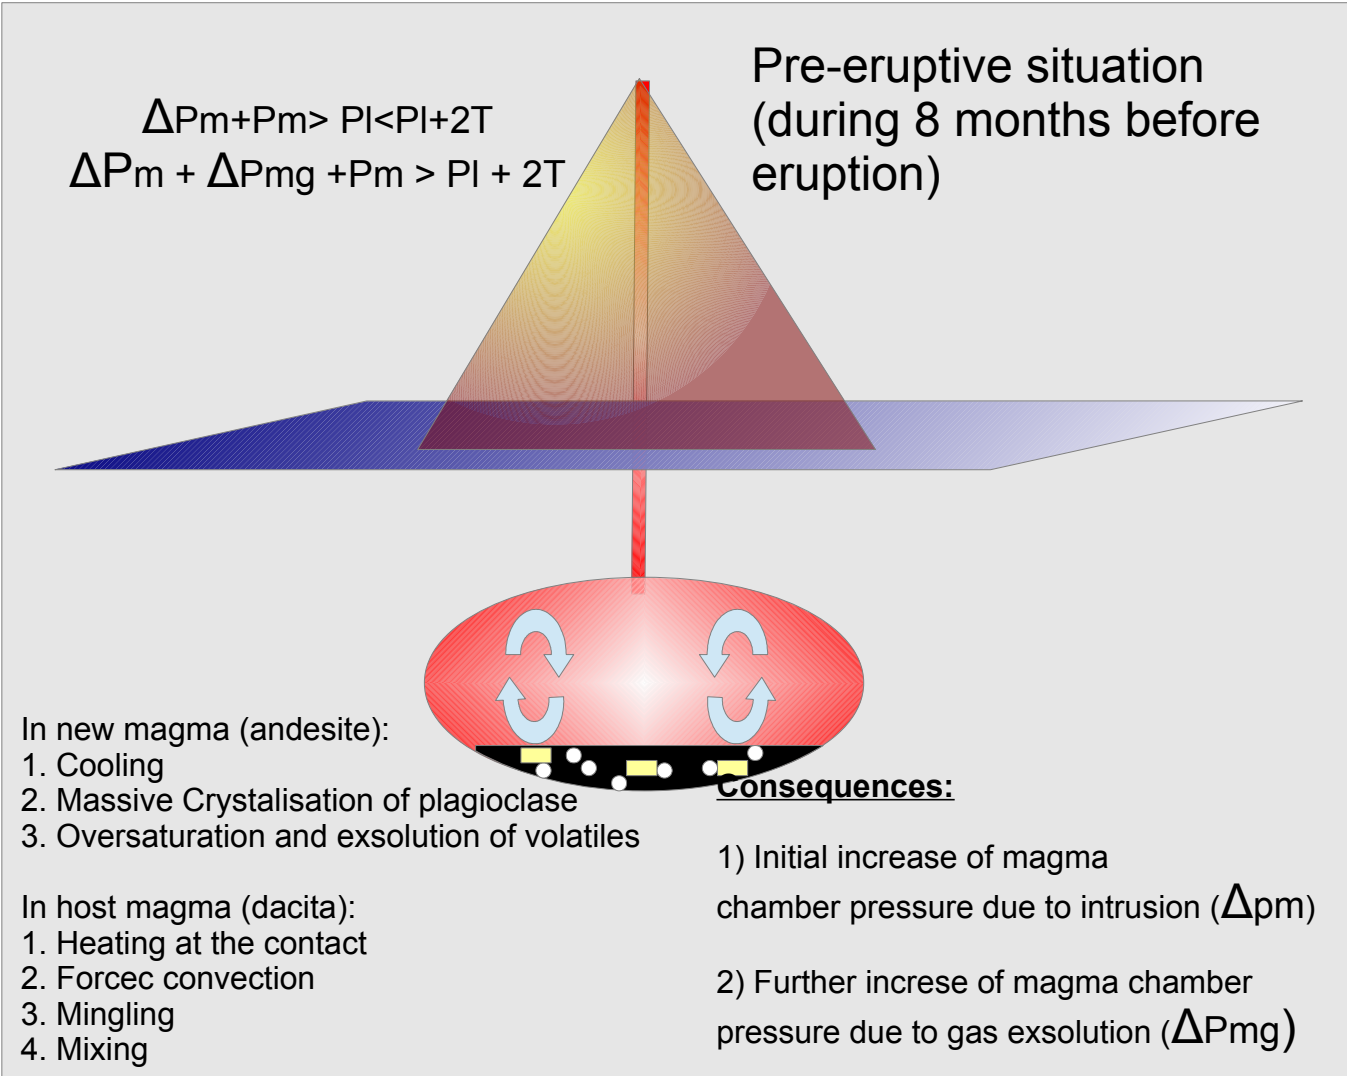 ΔPm+Pm> Pl<Pl+2T
ΔPm + ΔPmg +Pm > Pl + 2T
Pre-eruptive situation
(during 8 months before
eruption)
In new magma (andesite):
1. Cooling
2. Massive Crystalisation of plagioclase
3. Oversaturation and exsolution of volatiles
In host magma (dacita):
1. Heating at the contact
2. Forcec convection
3. Mingling
4. Mixing
Consequences:
1) Initial increase of magma
chamber pressure due to intrusion (Δpm)
2) Further increse of magma chamber
pressure due to gas exsolution (ΔPmg)